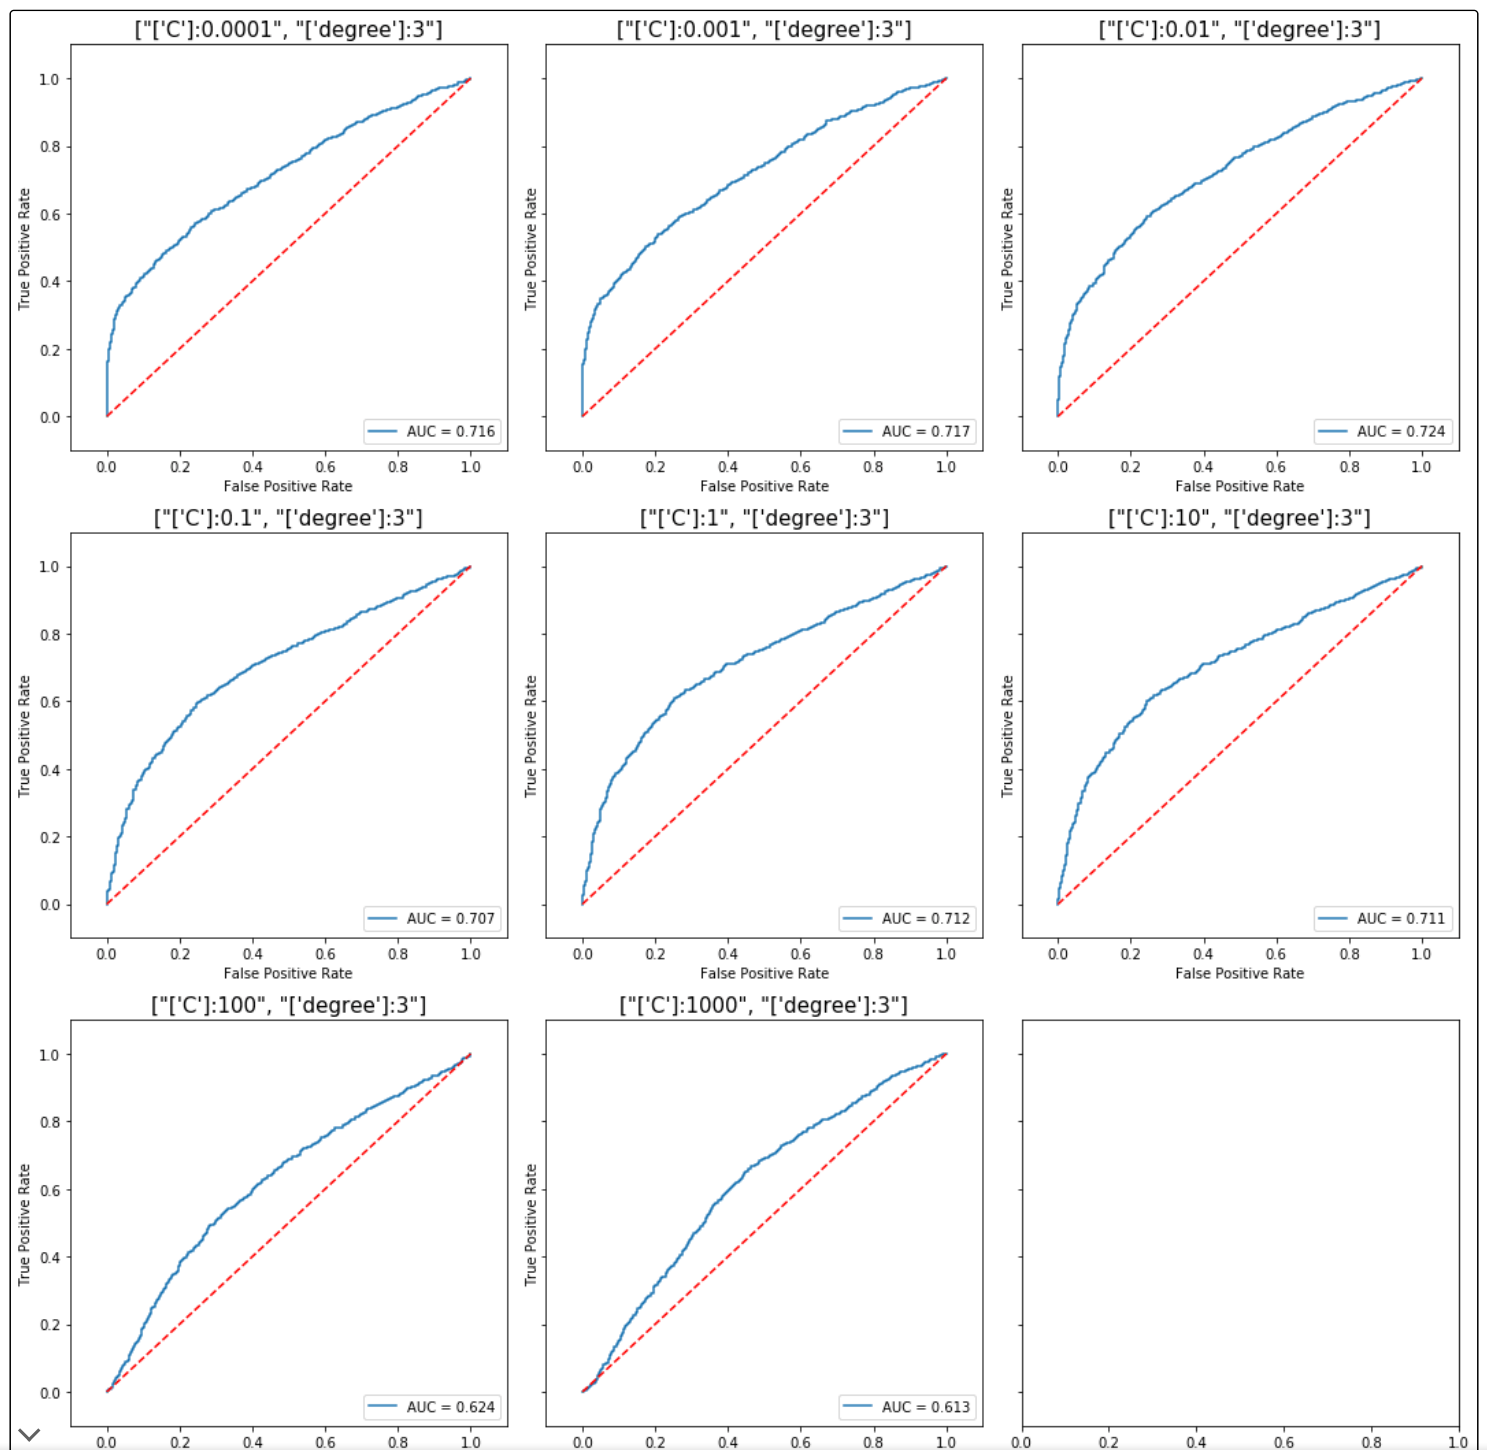 ["['C']:0.0001", "['degree']:3"]
["['C']:0.001", "['degree']:3"]
["['C']:0.01", "['degree']:3"]
True Positive Rate
1.0
0.8
0.6
0.4
0.2
0.0
AUC = 0.716
0.0 0.2 0.4 0.6 0.8 1.0
False Positive Rate
True Positive Rate
AUC = 0.717
0.0 0.2 0.4 0.6 0.8 1.0
False Positive Rate
True Positive Rate
AUC = 0.724
0.0 0.2 0.4 0.6 0.8 1.0
False Positive Rate
["['C']:0.1", "['degree']:3"]
["['C']:1", "['degree']:3"]
["['C']:10", "['degree']:3"]
True Positive Rate
1.0
0.8
0.6
0.4
0.2
0.0
AUC = 0.707
0.0 0.2 0.4 0.6 0.8 1.0
False Positive Rate
True Positive Rate
AUC = 0.712
0.0 0.2 0.4 0.6 0.8 1.0
False Positive Rate
True Positive Rate
AUC = 0.711
0.0 0.2 0.4 0.6 0.8 1.0
False Positive Rate
["['C']:100", "['degree']:3"]
["['C']:1000", "['degree']:3"]
True Positive Rate
1.0
0.8
0.6
0.4
0.2
0.0
AUC = 0.624
0.0 0.2 0.4 0.6 0.8 1.0
True Positive Rate
AUC = 0.613
0.0 0.2 0.4 0.6 0.8 1.0
0.0 0.2 0.4 0.6 0.8 1.0